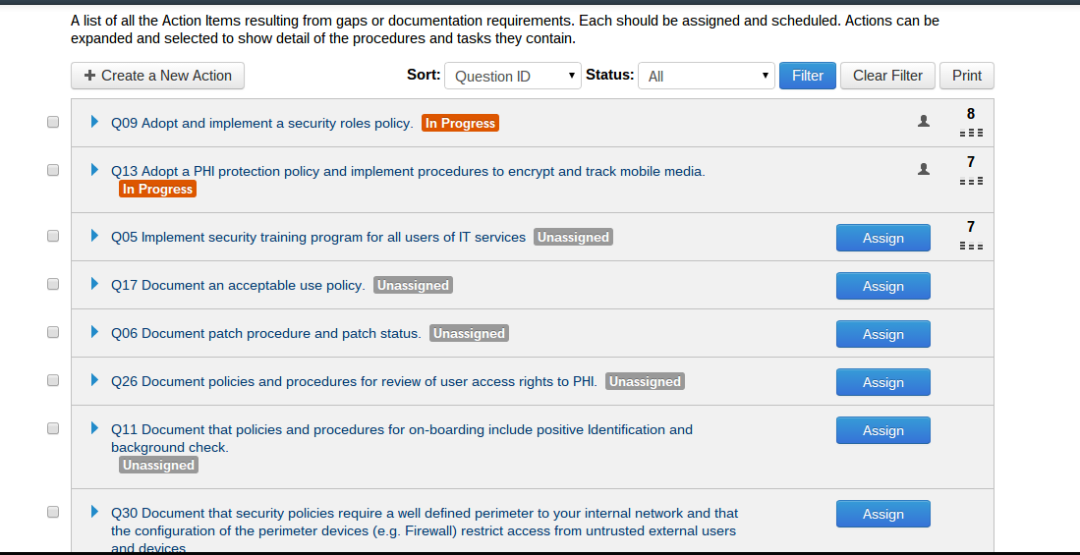 A list of all the Action Items resulting from gaps or documentation requirements. Each should be assigned and scheduled. Actions can be
expanded and selected to show detail of the procedures and tasks they contain.
+ Create a New Action Sort: Question ID Status: All Filter Clear Filter Print
Q09 Adopt and implement a security roles policy. In Progress 8
Q13 Adopt a PHI protection policy and implement procedures to encrypt and track mobile media. 7
In Progress
Q05 Implement security training program for all users of IT services Unassigned Assign 7
Q17 Document an acceptable use policy. Unassigned Assign
Q06 Document patch procedure and patch status. Unassigned Assign
Q26 Document policies and procedures for review of user access rights to PHI. Unassigned Assign
Q11 Document that policies and procedures for on-boarding include positive Identification and Assign
background check.
Unassigned
Q30 Document that security policies require a well defined perimeter to your internal network and that Assign
the configuration of the perimeter devices (e.g. Firewall) restrict access from untrusted external users
and devices